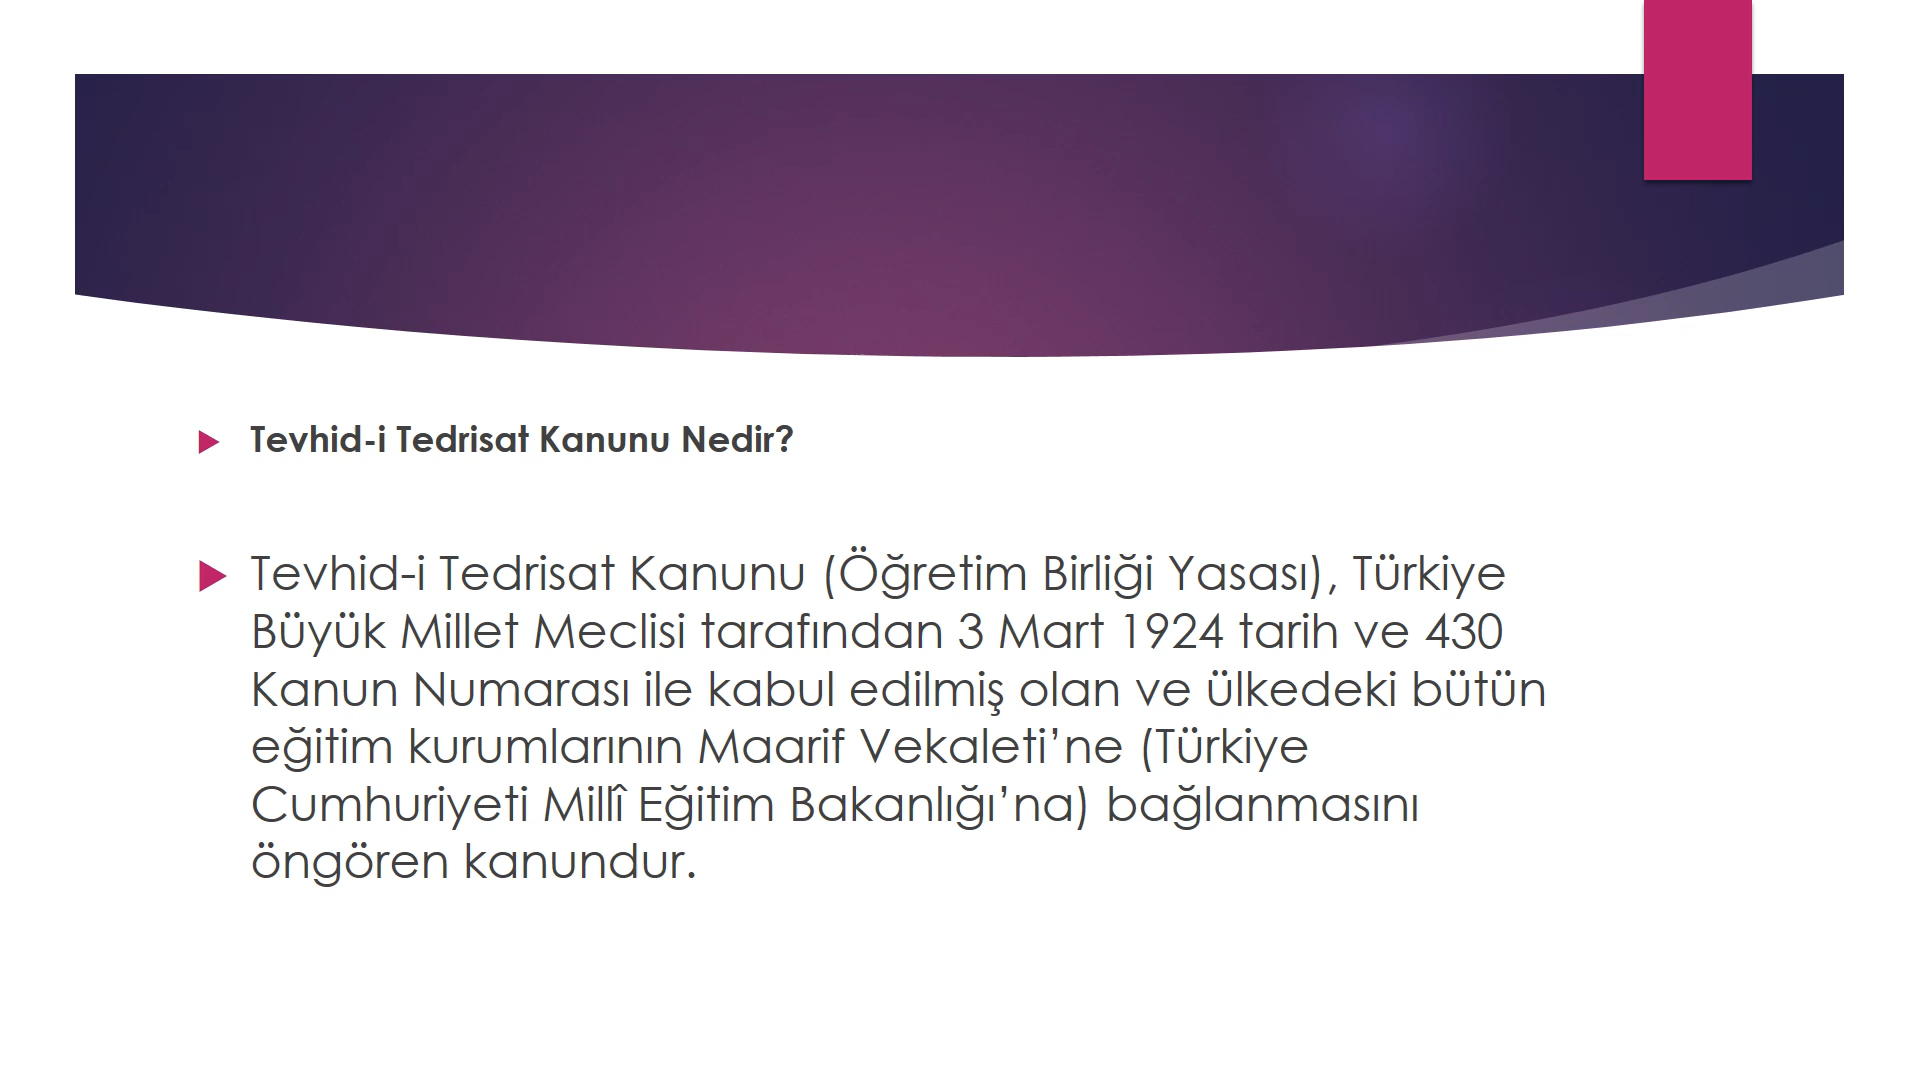 Tevhid-i Tedrisat Kanunu Nedir?
Tevhid-i Tedrisat Kanunu (Öğretim Birliği Yasası), Türkiye
Büyük Millet Meclisi tarafından 3 Mart 1924 tarih ve 430
Kanun Numarası ile kabul edilmiş olan ve ülkedeki bütün
eğitim kurumlarının Maarif Vekaleti’ne (Türkiye
Cumhuriyeti Millî Eğitim Bakanlığı’na) bağlanmasını
öngören kanundur.